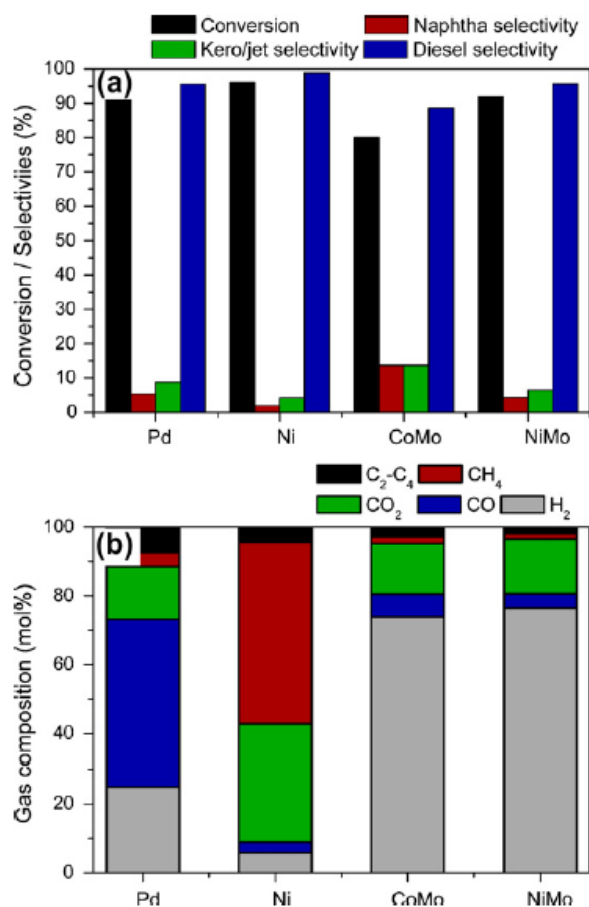 Conversion Naphtha selectivity
Kero/jet selectivity Diesel selectivity
(a)
Conversion / Selectiviies (%)
100
90
80
70
60
50
40
30
20
10
0
Pd Ni CoMo NiMo
C₂-C₄ CH₄
CO₂ CO H₂
(b)
Gas composition (mol%)
100
80
60
40
20
0
Pd Ni CoMo NiMo